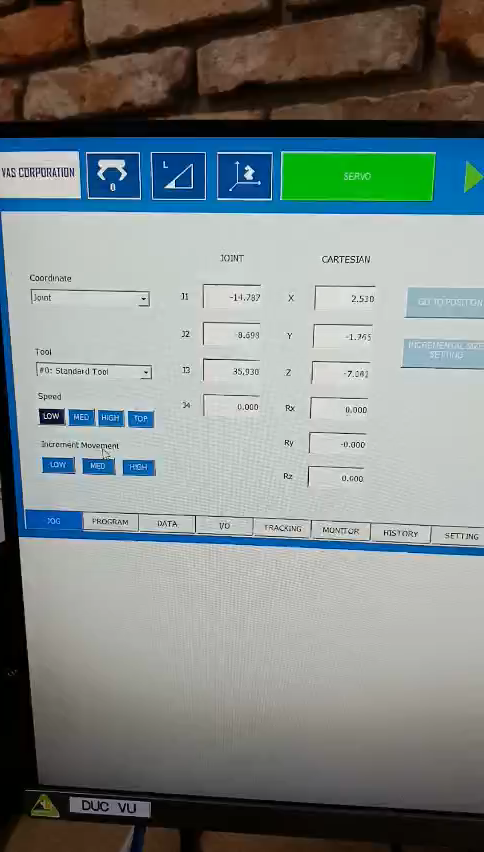 VAS CORPORATION
0
L
SERVO
JOINT
CARTESIAN
Coordinate
Joint
J1
-14.787
X
2.530
GO TO POSITION
J2
-8.698
Y
-1.765
INCREMENTAL SIZE
SETTING
Tool
#0: Standard Tool
J3
35.930
Z
Speed
LOW
MED
HIGH
TOP
J4
0.000
Rx
0.000
Increment Movement
Ry
-0.000
LOW
MED
HIGH
Rz
0.000
JOG
PROGRAM
DATA
I/O
TRACKING
MONITOR
HISTORY
SETTING
DUC VU